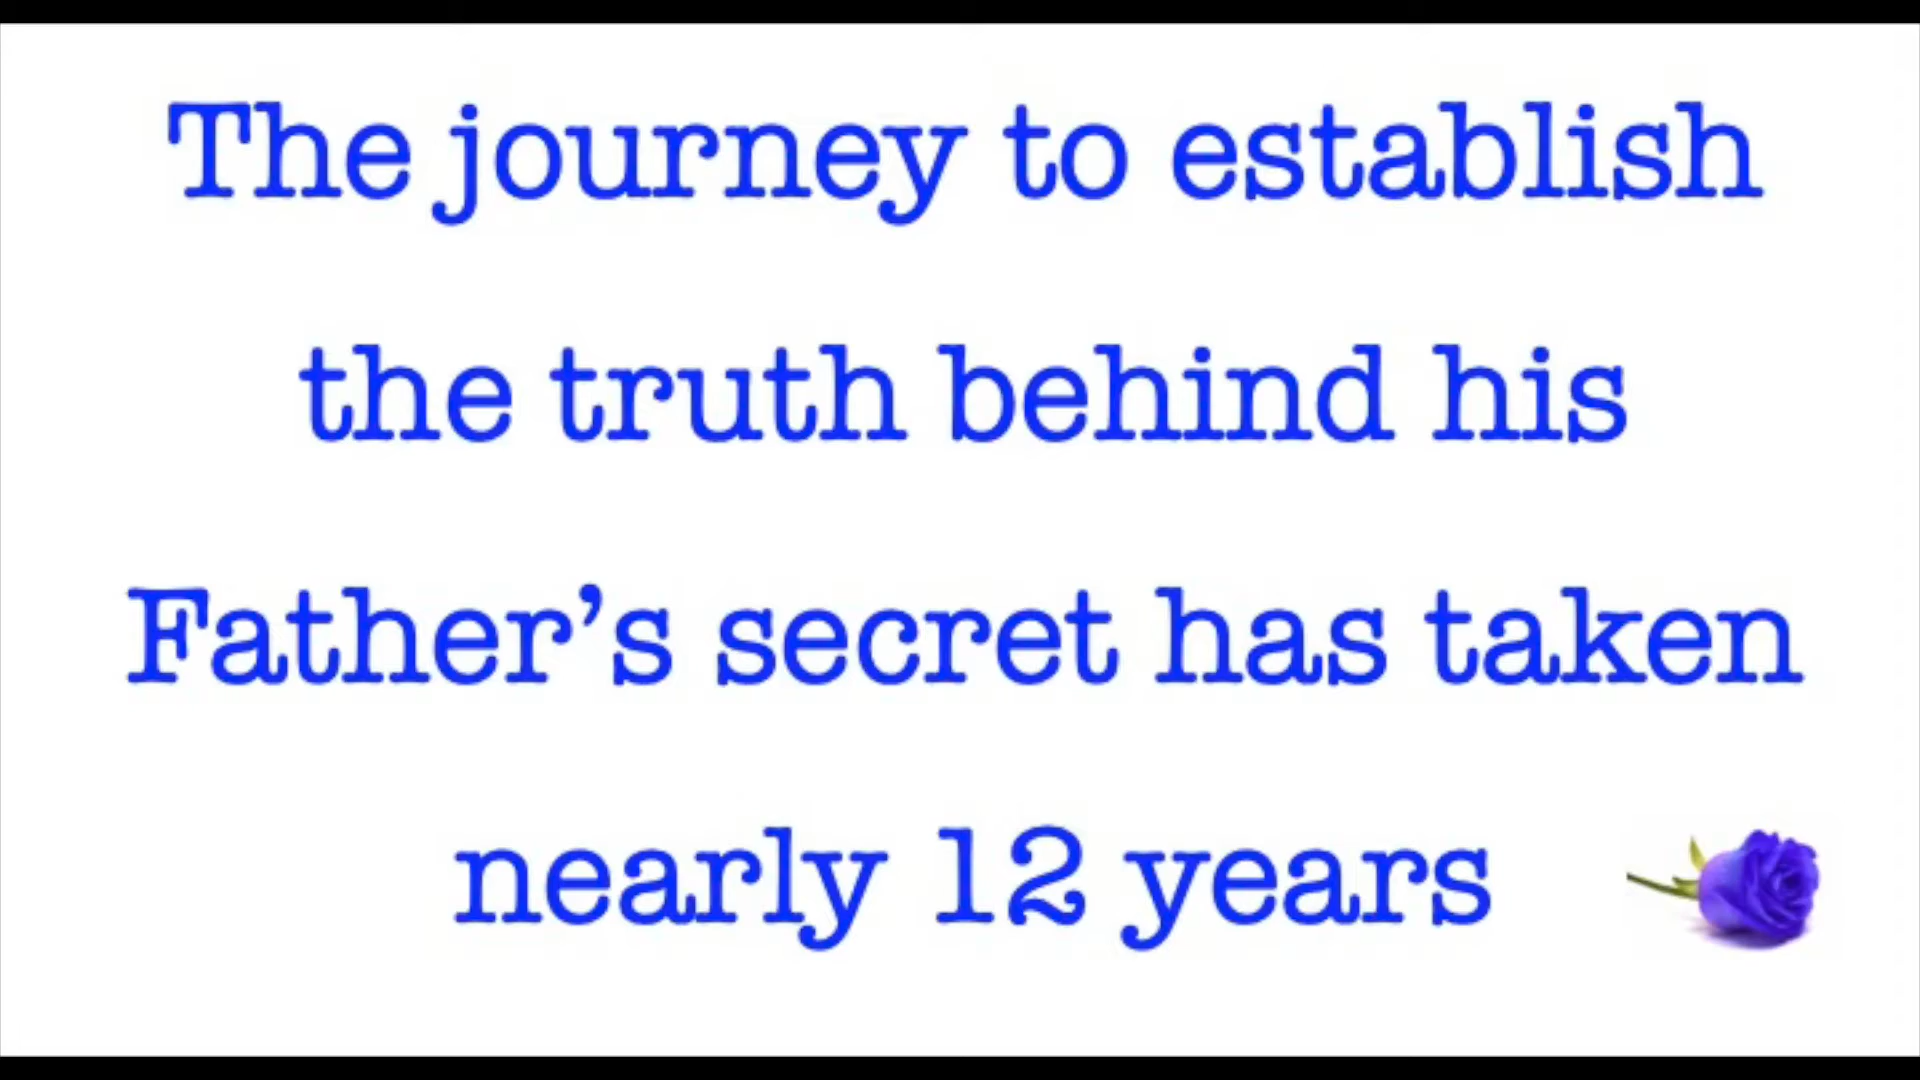 The journey to establish
the truth behind his
Father’s secret has taken
nearly 12 years